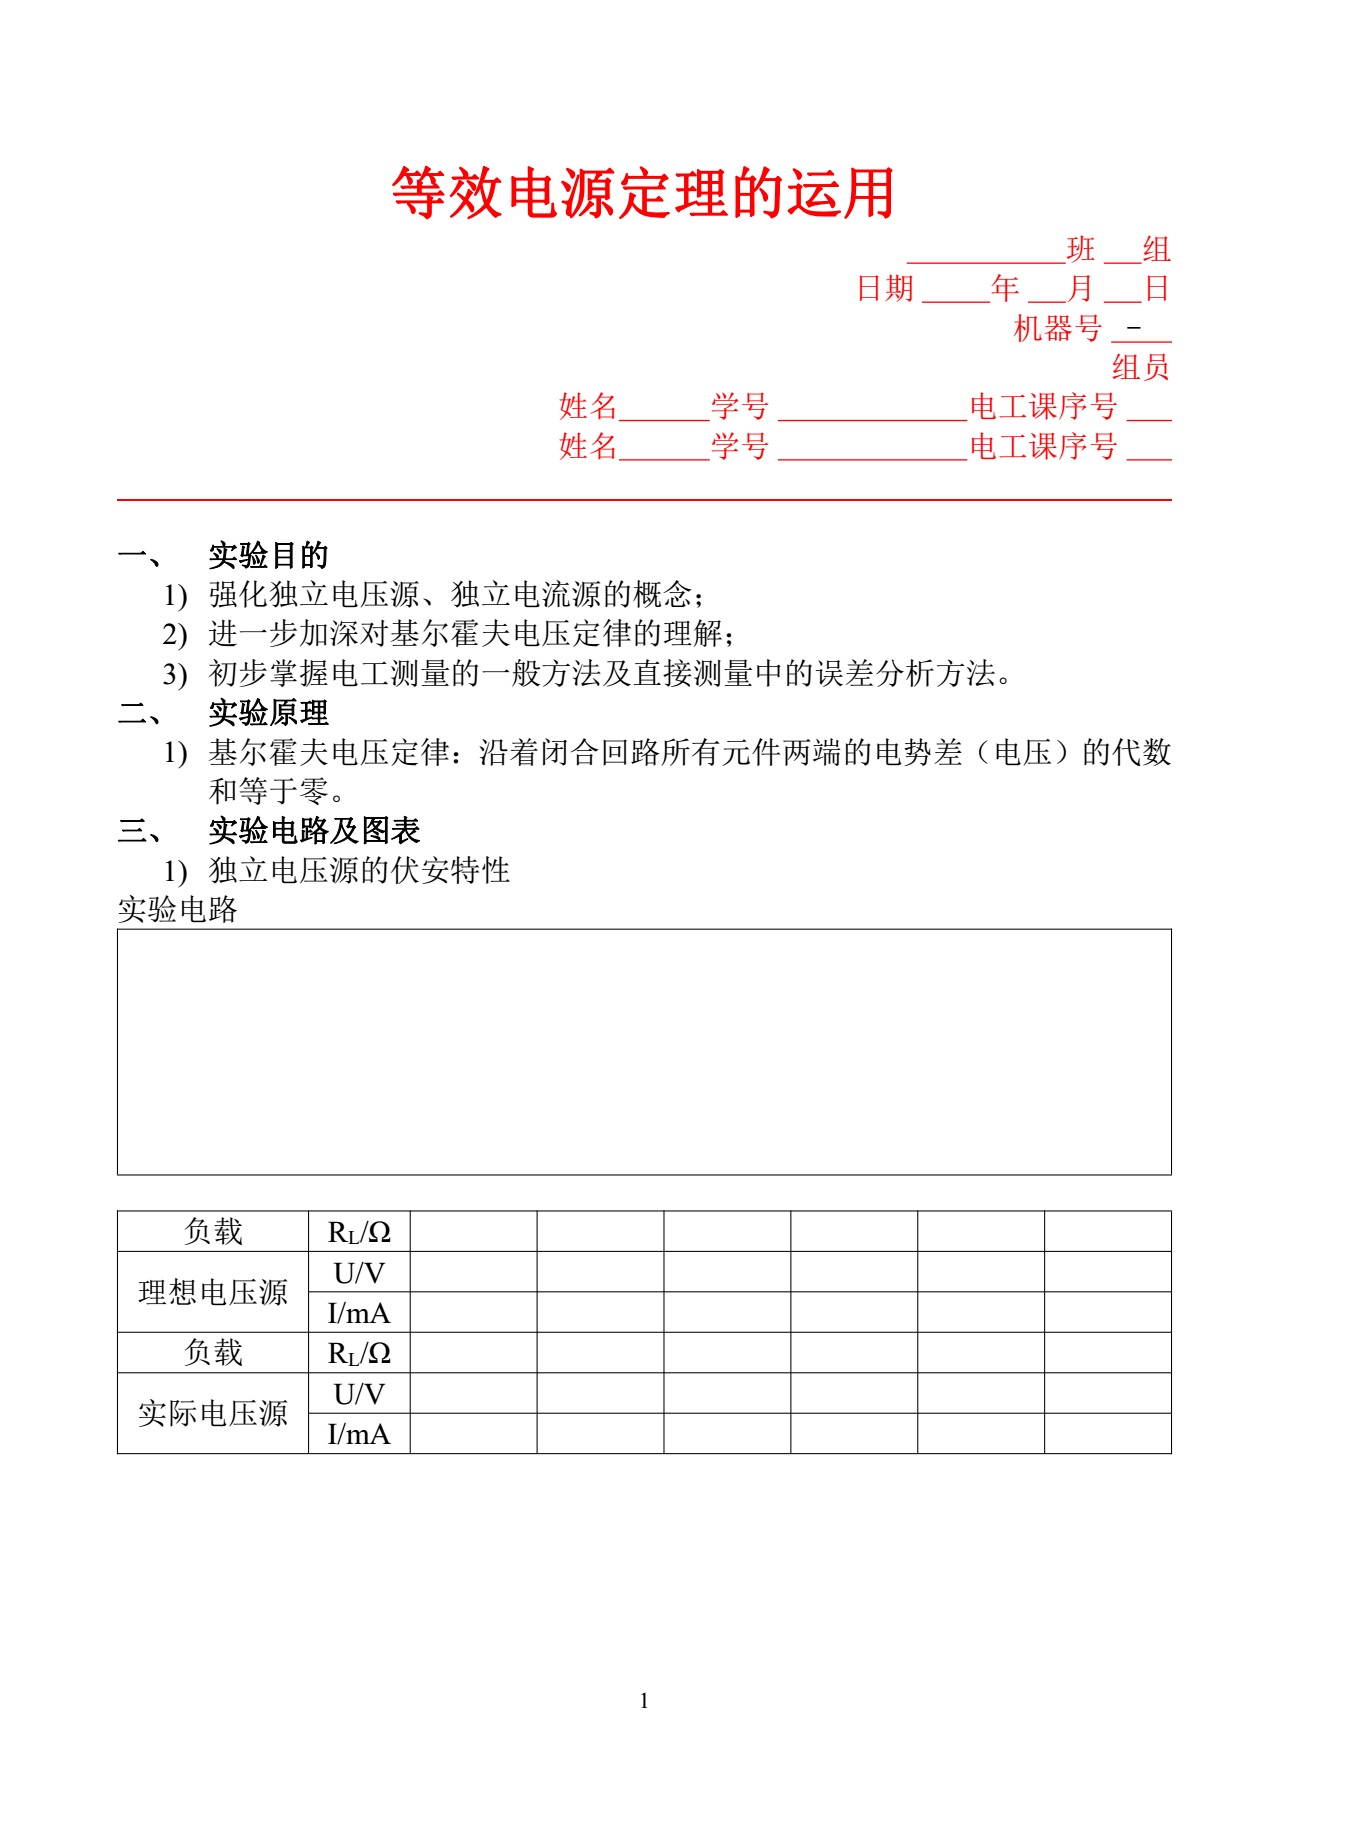 等效电源定理的运用
__________班 __组
日期 ____年 __月 __日
机器号 _-__
组员
姓名______学号 ____________电工课序号 ___
姓名______学号 ____________电工课序号 ___
一、 实验目的
1) 强化独立电压源、独立电流源的概念；
2) 进一步加深对基尔霍夫电压定律的理解；
3) 初步掌握电工测量的一般方法及直接测量中的误差分析方法。
二、 实验原理
1) 基尔霍夫电压定律：沿着闭合回路所有元件两端的电势差（电压）的代数
和等于零。
三、 实验电路及图表
1) 独立电压源的伏安特性
实验电路
负载 RL/Ω
理想电压源 U/V
I/mA
负载 RL/Ω
实际电压源 U/V
I/mA
1